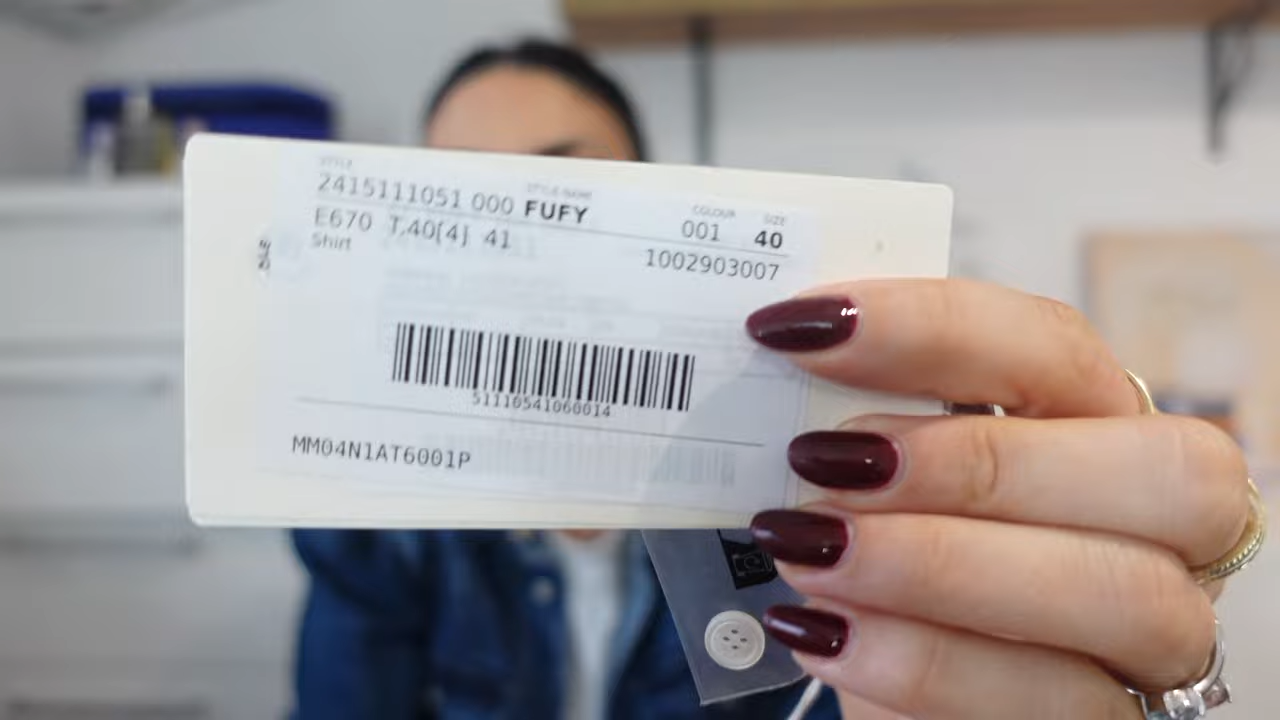 STYLE STYLE NAME COLOUR SIZE
2415111051 000 FUFY 001 40
E670 T.40[4] 41 1002903007
Shirt
51110541060014
MM04N1AT6001P